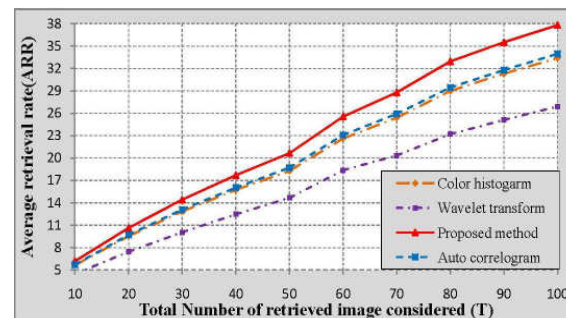 Average retrieval rate(ARR)
38
35
32
29
26
23
20
17
14
11
8
5
10 20 30 40 50 60 70 80 90 100
Total Number of retrieved image considered (T)
Color histogarm
Wavelet transform
Proposed method
Auto correlogram